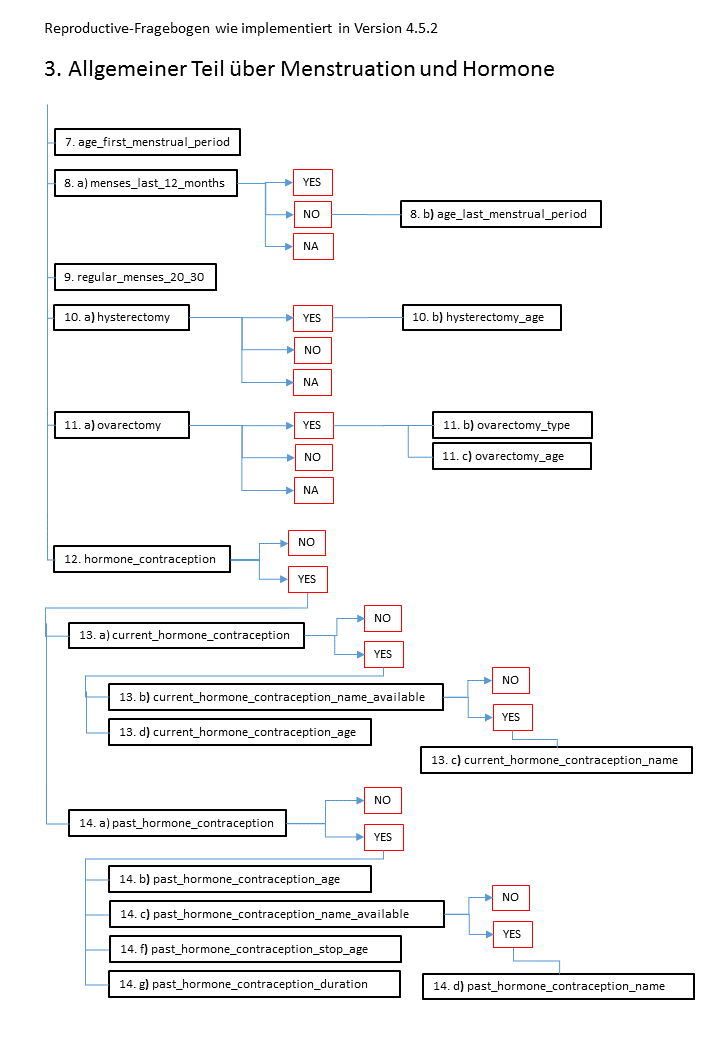 Reproductive-Fragebogen wie implementiert in Version 4.5.2
3. Allgemeiner Teil über Menstruation und Hormone
7. age_first_menstrual_period
8. a) menses_last_12_months
YES
NO
8. b) age_last_menstrual_period
NA
9. regular_menses_20_30
10. a) hysterectomy
YES
10. b) hysterectomy_age
NO
NA
11. a) ovarectomy
YES
11. b) ovarectomy_type
NO
11. c) ovarectomy_age
NA
NO
12. hormone_contraception
YES
NO
13. a) current_hormone_contraception
YES
NO
13. b) current_hormone_contraception_name_available
YES
13. d) current_hormone_contraception_age
13. c) current_hormone_contraception_name
NO
14. a) past_hormone_contraception
YES
14. b) past_hormone_contraception_age
NO
14. c) past_hormone_contraception_name_available
YES
14. f) past_hormone_contraception_stop_age
14. g) past_hormone_contraception_duration
14. d) past_hormone_contraception_name